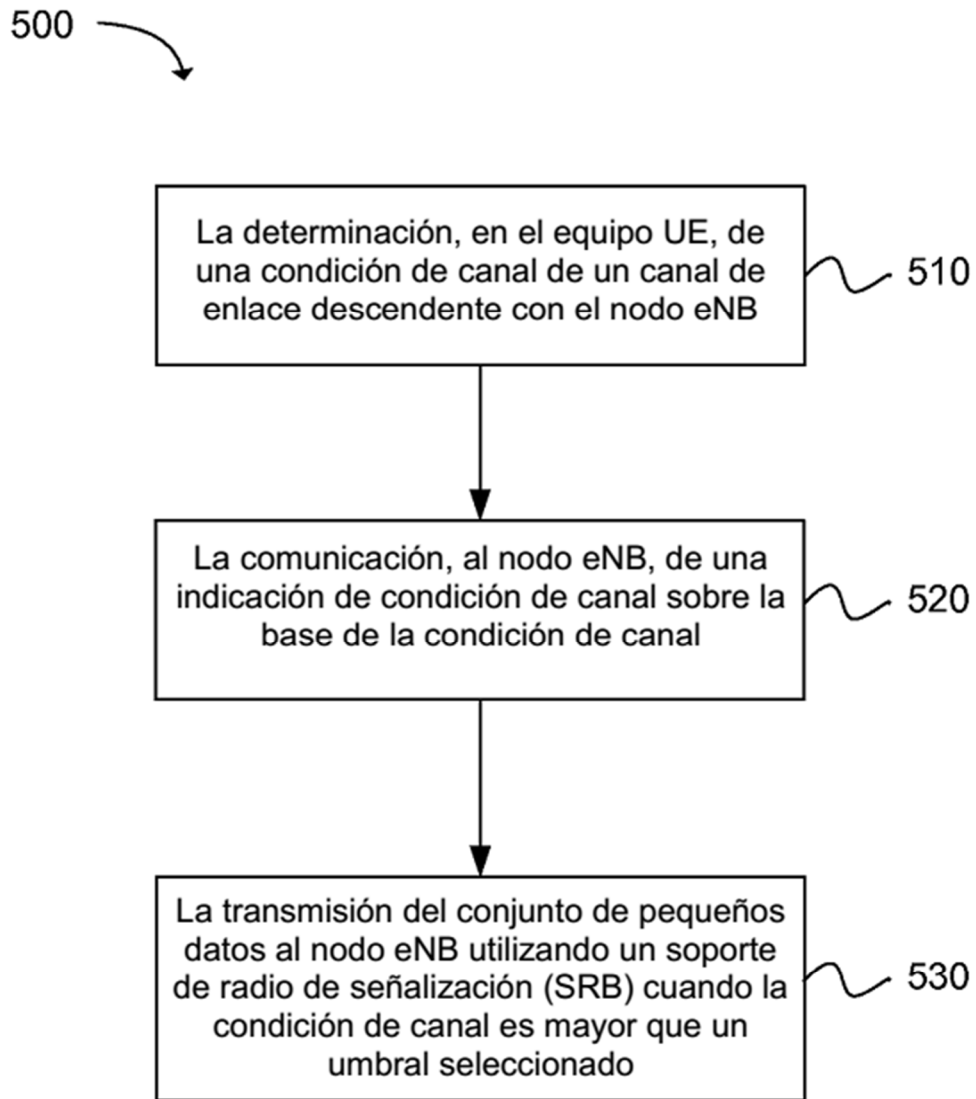 500
La determinación, en el equipo UE, de
una condición de canal de un canal de
enlace descendente con el nodo eNB
510
La comunicación, al nodo eNB, de una
indicación de condición de canal sobre la
base de la condición de canal
520
La transmisión del conjunto de pequeños
datos al nodo eNB utilizando un soporte
de radio de señalización (SRB) cuando la
condición de canal es mayor que un
umbral seleccionado
530